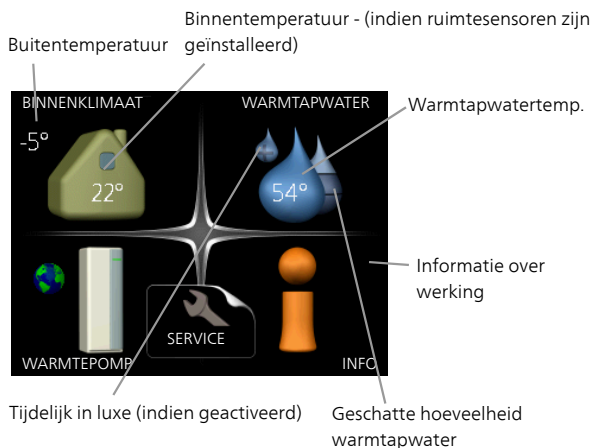 Binnentemperatuur - (indien ruimtesensoren zijn
geïnstalleerd)
Buitentemperatuur
BINNENKLIMAAT
WARMTAPWATER
Warmtapwatertemp.
-5°
22°
54°
Informatie over
werking
SERVICE
WARMTEPOMP
INFO
Tijdelijk in luxe (indien geactiveerd)
Geschatte hoeveelheid
warmtapwater